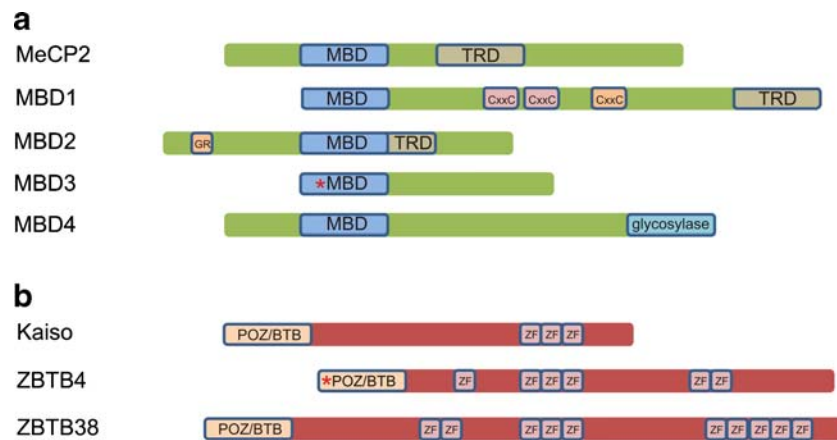 a
MeCP2 MBD TRD
MBD1 MBD CxxC CxxC CxxC TRD
MBD2 GR MBD TRD
MBD3 *MBD
MBD4 MBD glycosylase
b
Kaiso POZ/BTB ZF ZF ZF
ZBTB4 *POZ/BTB ZF ZF ZF ZF ZF ZF
ZBTB38 POZ/BTB ZF ZF ZF ZF ZF ZF ZF ZF ZF ZF